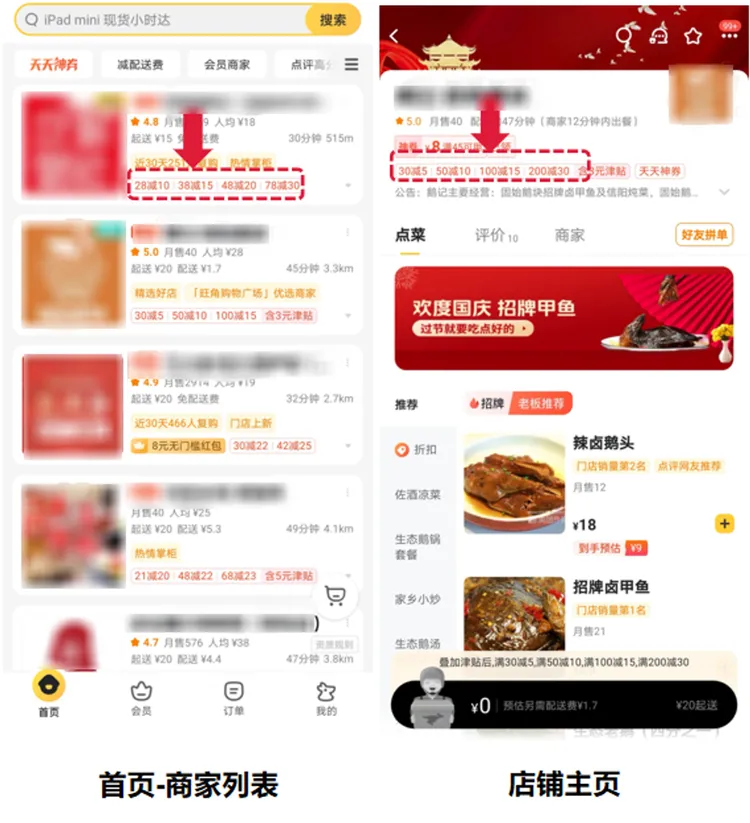 iPad mini 现货小时达
搜索
天天神券
减配送费
会员商家
点评高分
4.8 月售 9 人均 ¥18
起送 ¥15 免 送费
30分钟 515m
近30天251 复购 热情掌柜
28减10 38减15 48减20 78减30
5.0 月售40 人均 ¥28
起送 ¥20 配送 ¥1.7
45分钟 3.3km
精选好店 「旺角购物广场」优选商家
30减5 50减10 100减15 含3元津贴
4.9 月售2914 人均 ¥19
起送 ¥20 免配送费
32分钟 2.7km
近30天466人复购 门店上新
8元无门槛红包 30减22 42减25
月售40 人均 ¥25
起送 ¥20 配送 ¥5.3
49分钟 4.1km
热情掌柜
21减20 48减22 68减23 含5元津贴
4.7 月售576 人均 ¥38
资质规则
起送 ¥20 配送 ¥4.4
47分钟 3.8km
首页
会员
订单
我的
首页-商家列表
99+
5.0 月售40 配 47分钟（商家12分钟内出餐）
神券 ¥8 满45可用 领
30减5 50减10 100减15 200减30 含3元津贴 天天神券
公告：鹅记主要经营：固始鹅块招牌卤甲鱼及信阳炖菜，固始鹅...
点菜
评价10
商家
好友拼单
欢度国庆 招牌甲鱼
过节就要吃点好的
推荐
招牌
老板推荐
折扣
佐酒凉菜
生态鹅锅
套餐
家乡小炒
生态鹅汤
辣卤鹅头
门店销量第2名 点评网友推荐
月售12
¥18
到手预估 ¥9
招牌卤甲鱼
门店销量第1名
月售21
叠加津贴后,满30减5,满50减10,满100减15,满200减30
¥0 预估另需配送费¥1.7
¥20起送
店铺主页